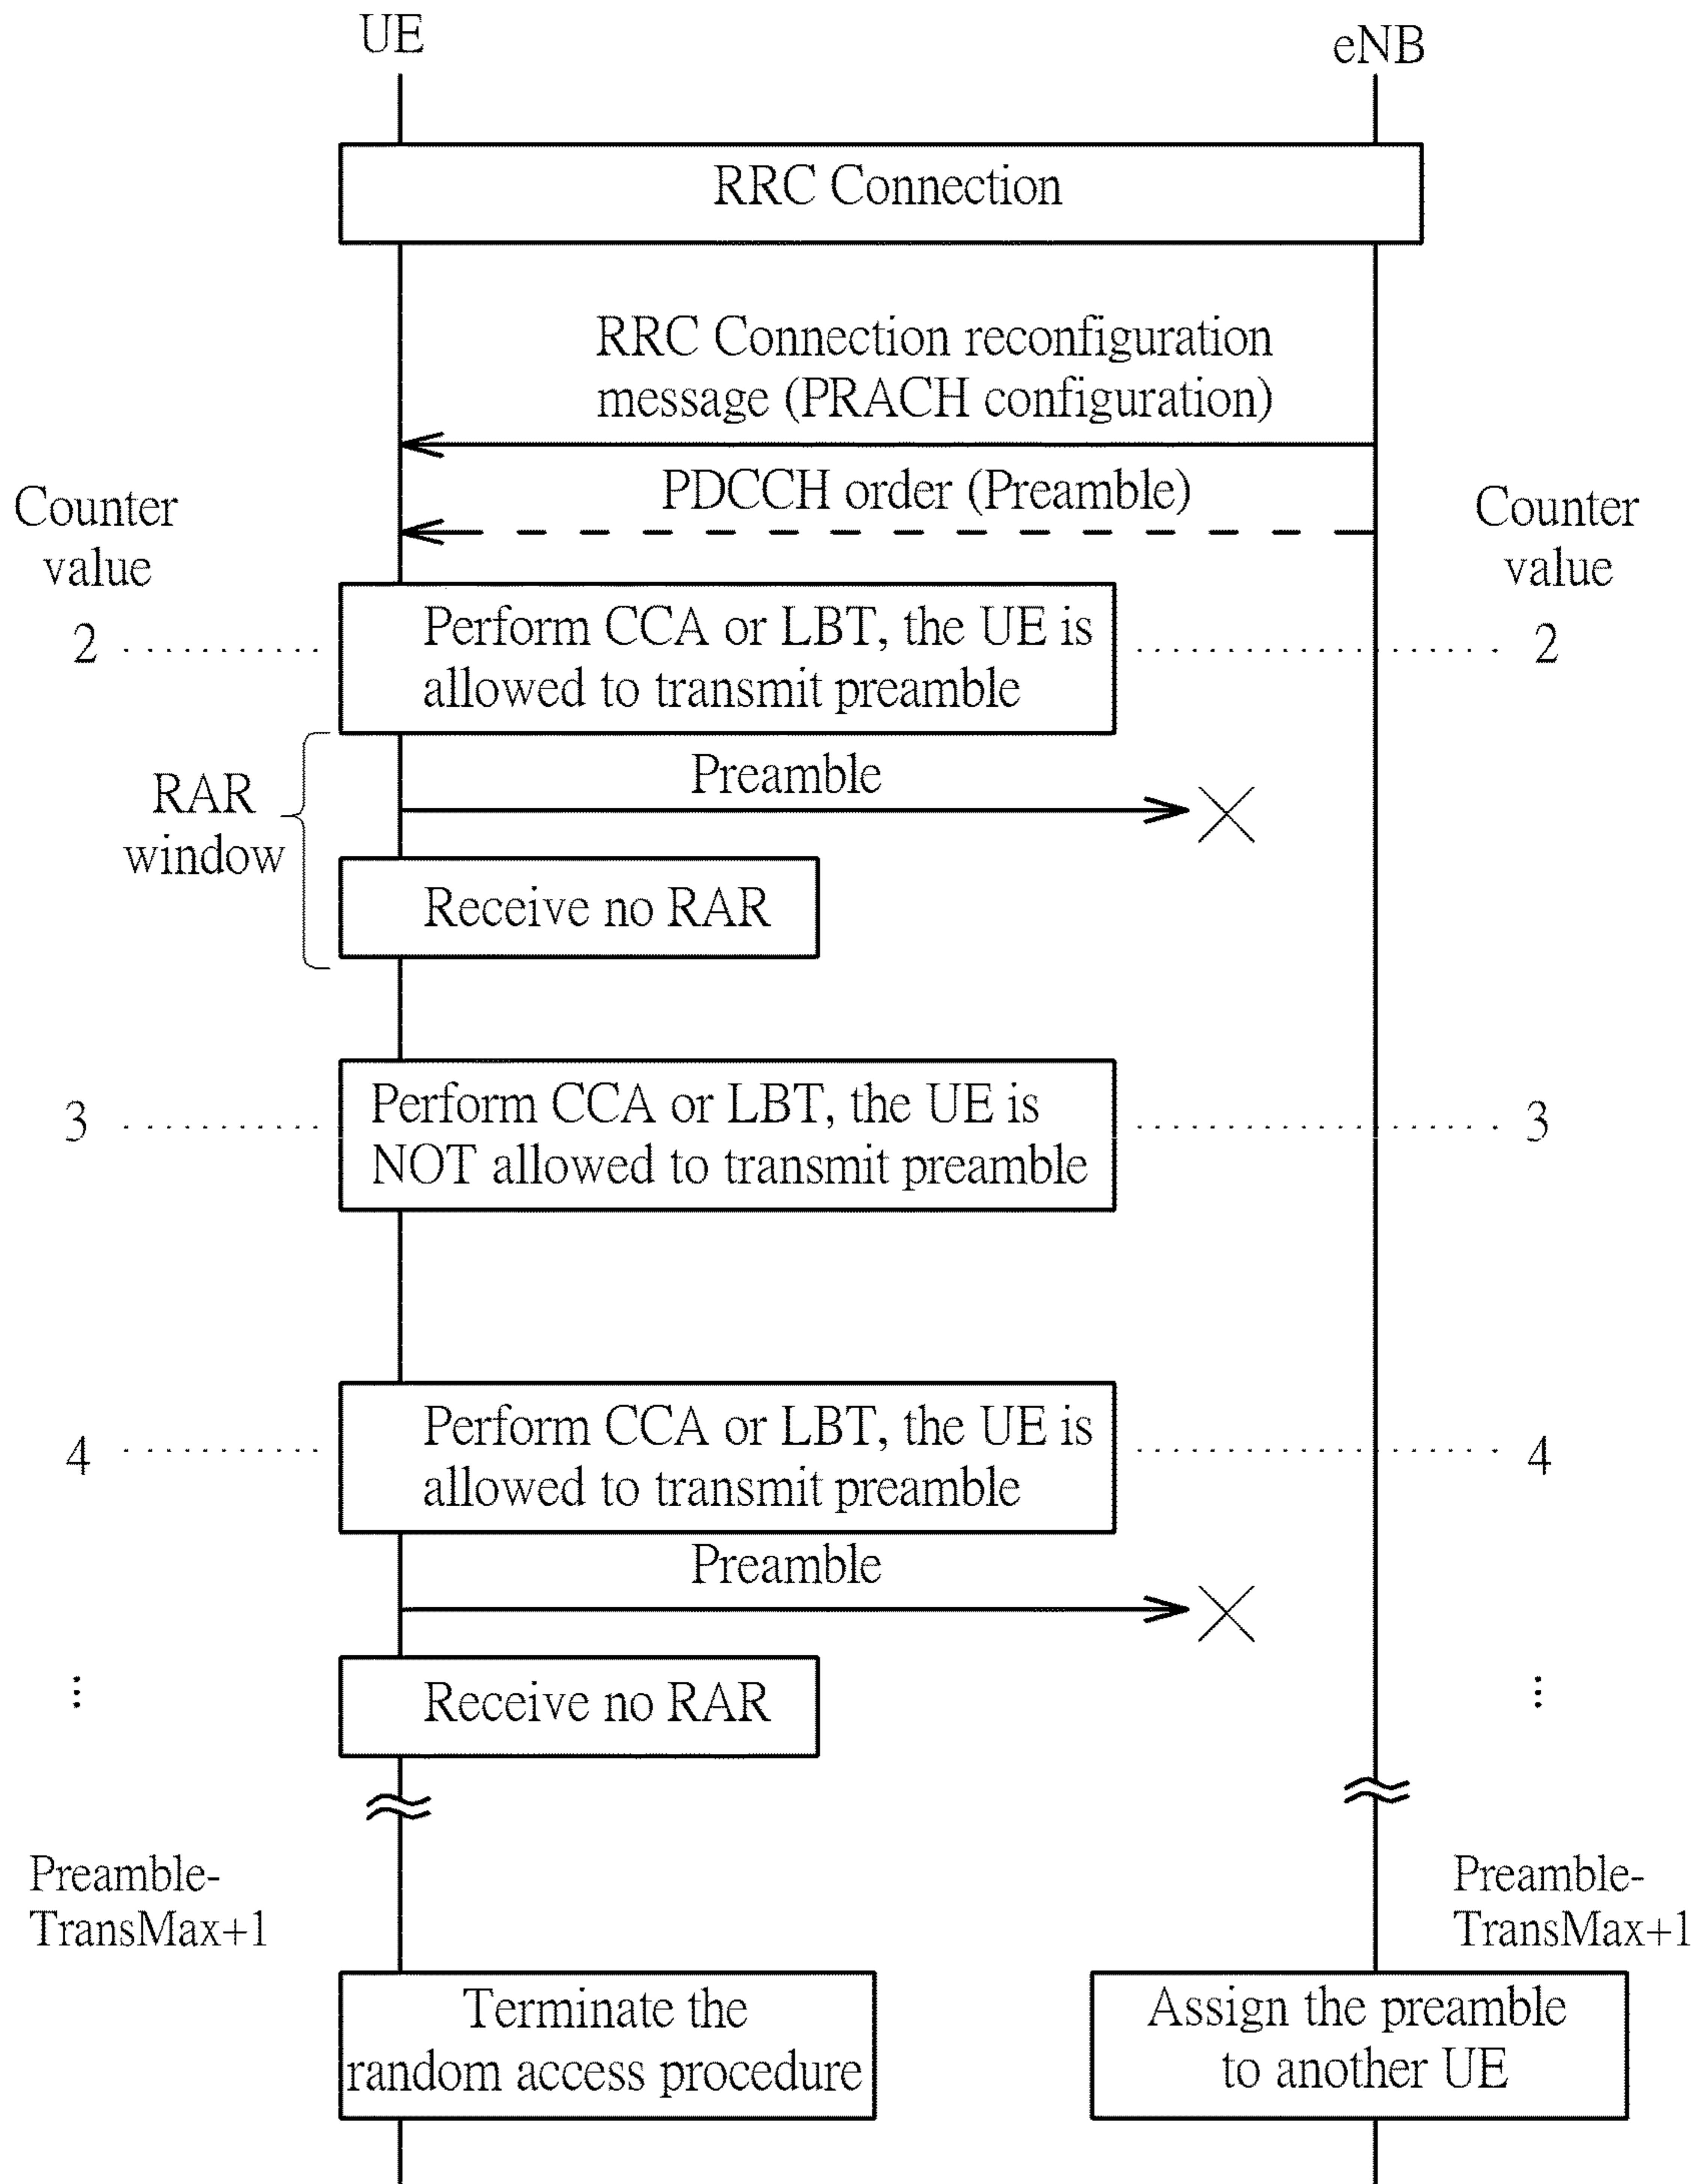 UE
eNB
RRC Connection
RRC Connection reconfiguration
message (PRACH configuration)
PDCCH order (Preamble)
Counter
value
Counter
value
2
Perform CCA or LBT, the UE is
allowed to transmit preamble
2
RAR
window
Preamble
Receive no RAR
3
Perform CCA or LBT, the UE is
NOT allowed to transmit preamble
3
4
Perform CCA or LBT, the UE is
allowed to transmit preamble
4
Preamble
Receive no RAR
⋮
⋮
Preamble-
TransMax+1
Preamble-
TransMax+1
Terminate the
random access procedure
Assign the preamble
to another UE